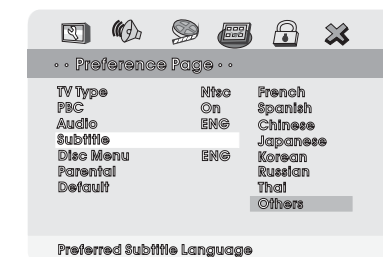 ◦ ◦ Preference Page ◦ ◦
TV Type Ntsc French
PBC On Spanish
Audio ENG Chinese
Subtitle Japanese
Disc Menu ENG Korean
Parental Russian
Default Thai
Others
Preferred Subtitle Language